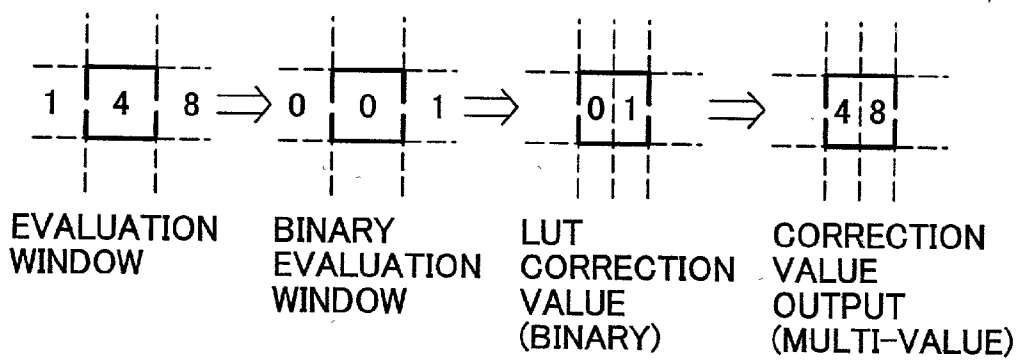 1 4 8 0 0 1 0 1 4 8
EVALUATION
WINDOW
BINARY
EVALUATION
WINDOW
LUT
CORRECTION
VALUE
(BINARY)
CORRECTION
VALUE
OUTPUT
(MULTI-VALUE)